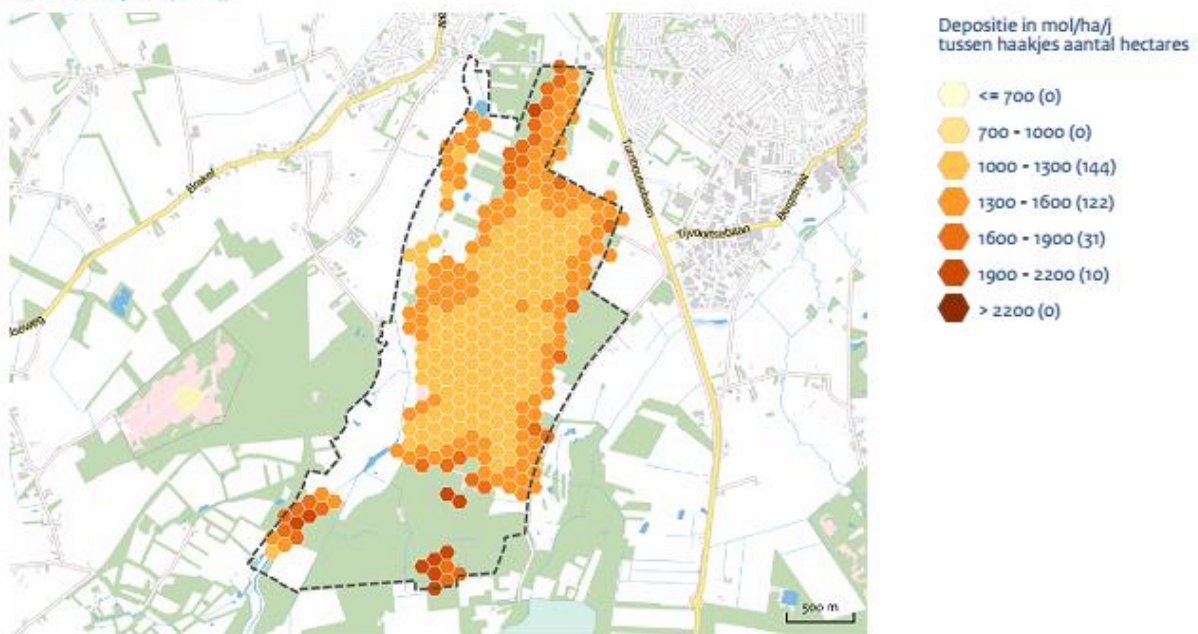 Depositie in mol/ha/j
tussen haakjes aantal hectares
<= 700 (0)
700 - 1000 (0)
1000 - 1300 (144)
1300 - 1600 (122)
1600 - 1900 (31)
1900 - 2200 (10)
> 2200 (0)
500 m